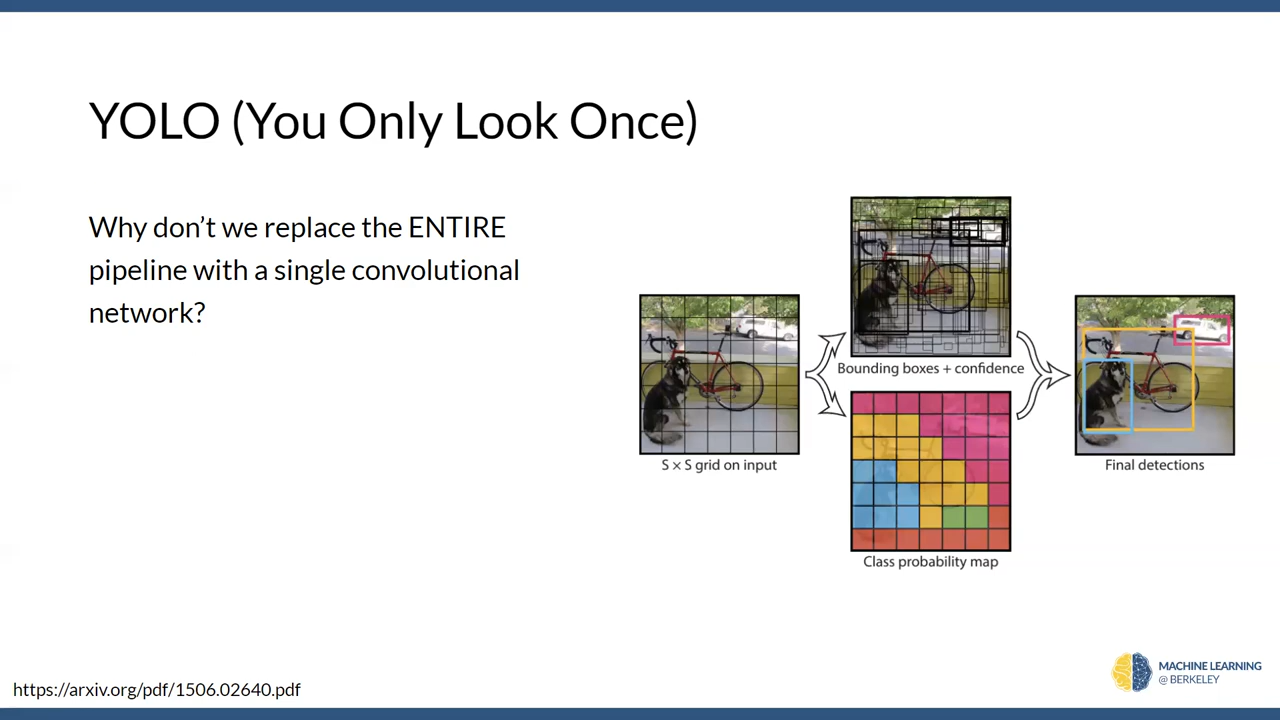 YOLO (You Only Look Once)
Why don't we replace the ENTIRE
pipeline with a single convolutional
network?
S × S grid on input
Bounding boxes + confidence
Class probability map
Final detections
https://arxiv.org/pdf/1506.02640.pdf
MACHINE LEARNING
@ BERKELEY